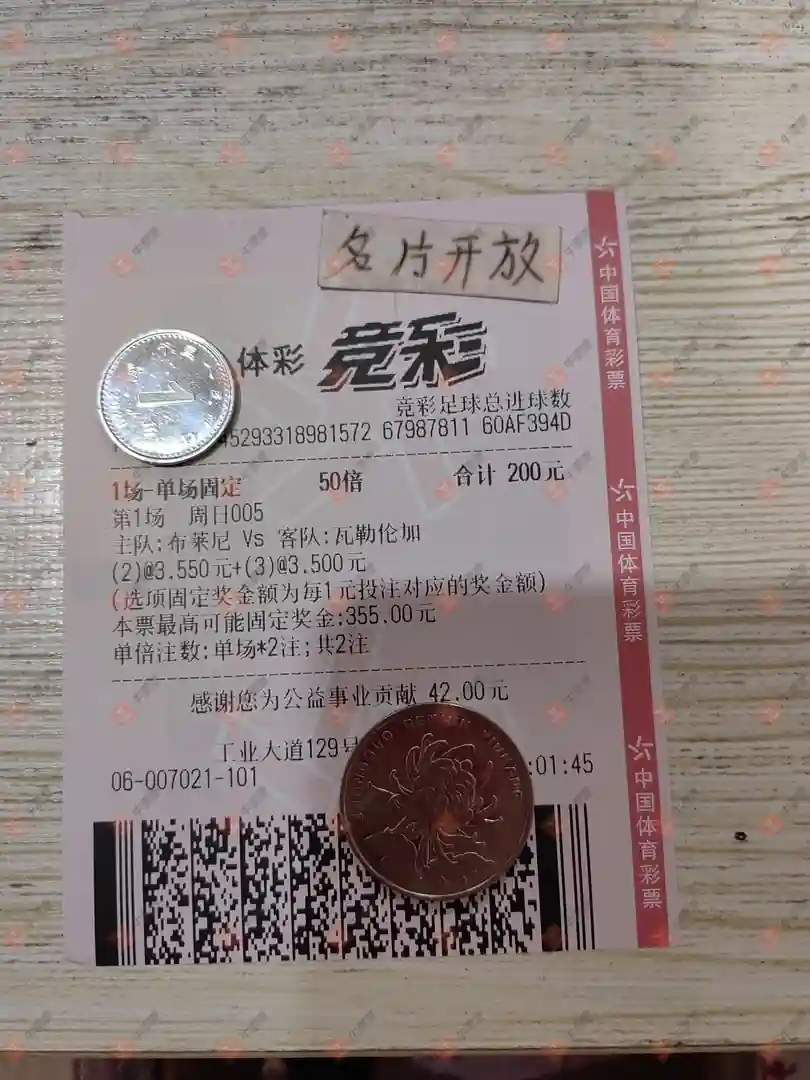 名片开放
体彩 竞彩
竞彩足球总进球数
45293318981572 67987811 60AF394D
1场-单场固定 50倍 合计 200元
第1场 周日005
主队:布莱尼 Vs 客队:瓦勒伦加
(2)@3.550元+(3)@3.500元
(选项固定奖金额为每1元投注对应的奖金额)
本票最高可能固定奖金:355.00元
单倍注数:单场*2注;共2注
感谢您为公益事业贡献 42.00元
工业大道129号
06-007021-101 :01:45
中国体育彩票
中国体育彩票
中国体育彩票